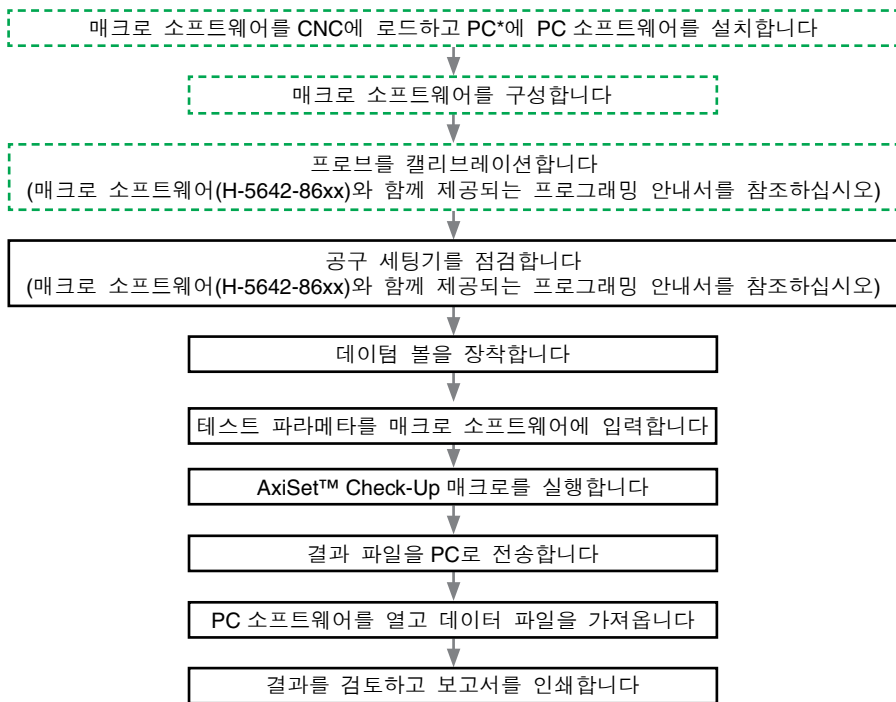 매크로 소프트웨어를 CNC에 로드하고 PC*에 PC 소프트웨어를 설치합니다
매크로 소프트웨어를 구성합니다
프로브를 캘리브레이션합니다
(매크로 소프트웨어(H-5642-86xx)와 함께 제공되는 프로그래밍 안내서를 참조하십시오)
공구 세팅기를 점검합니다
(매크로 소프트웨어(H-5642-86xx)와 함께 제공되는 프로그래밍 안내서를 참조하십시오)
데이텀 볼을 장착합니다
테스트 파라메타를 매크로 소프트웨어에 입력합니다
AxiSet™ Check-Up 매크로를 실행합니다
결과 파일을 PC로 전송합니다
PC 소프트웨어를 열고 데이터 파일을 가져옵니다
결과를 검토하고 보고서를 인쇄합니다